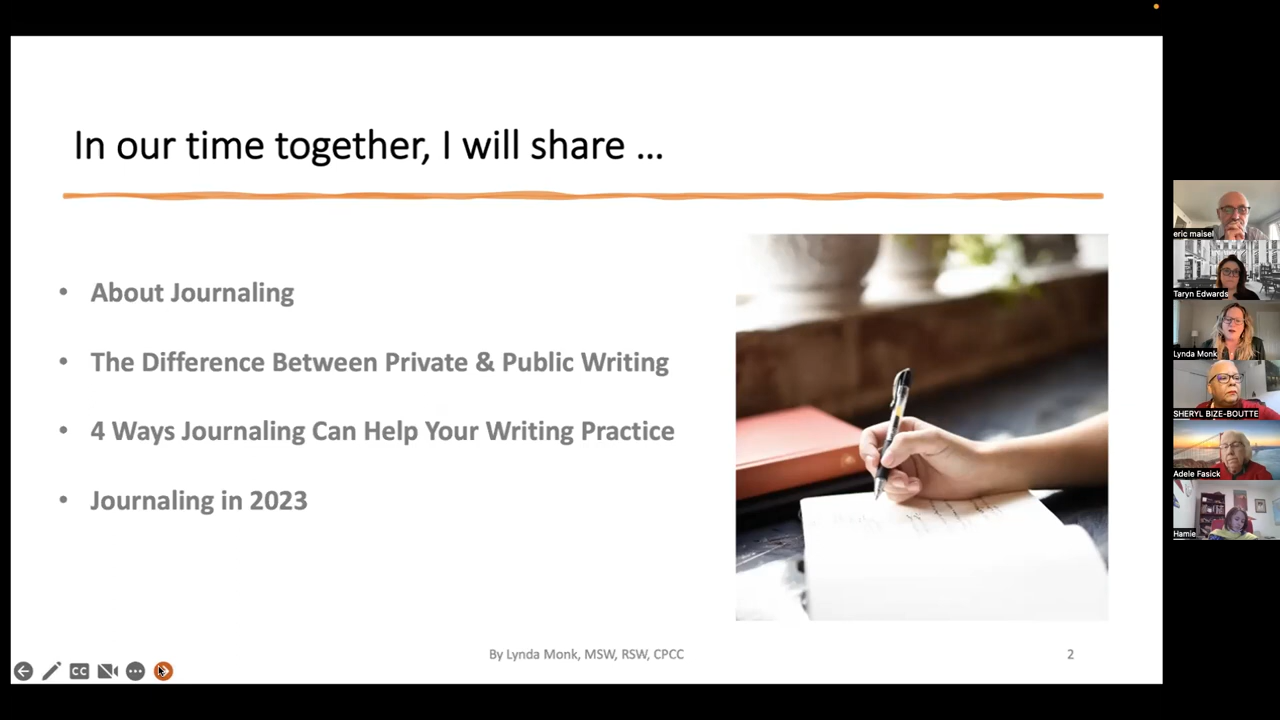 In our time together, I will share ...
• About Journaling
• The Difference Between Private & Public Writing
• 4 Ways Journaling Can Help Your Writing Practice
• Journaling in 2023
By Lynda Monk, MSW, RSW, CPCC
2
CC
eric maisel
Taryn Edwards
Lynda Monk
SHERYL BIZE-BOUTTE
Adele Fasick
Hamie